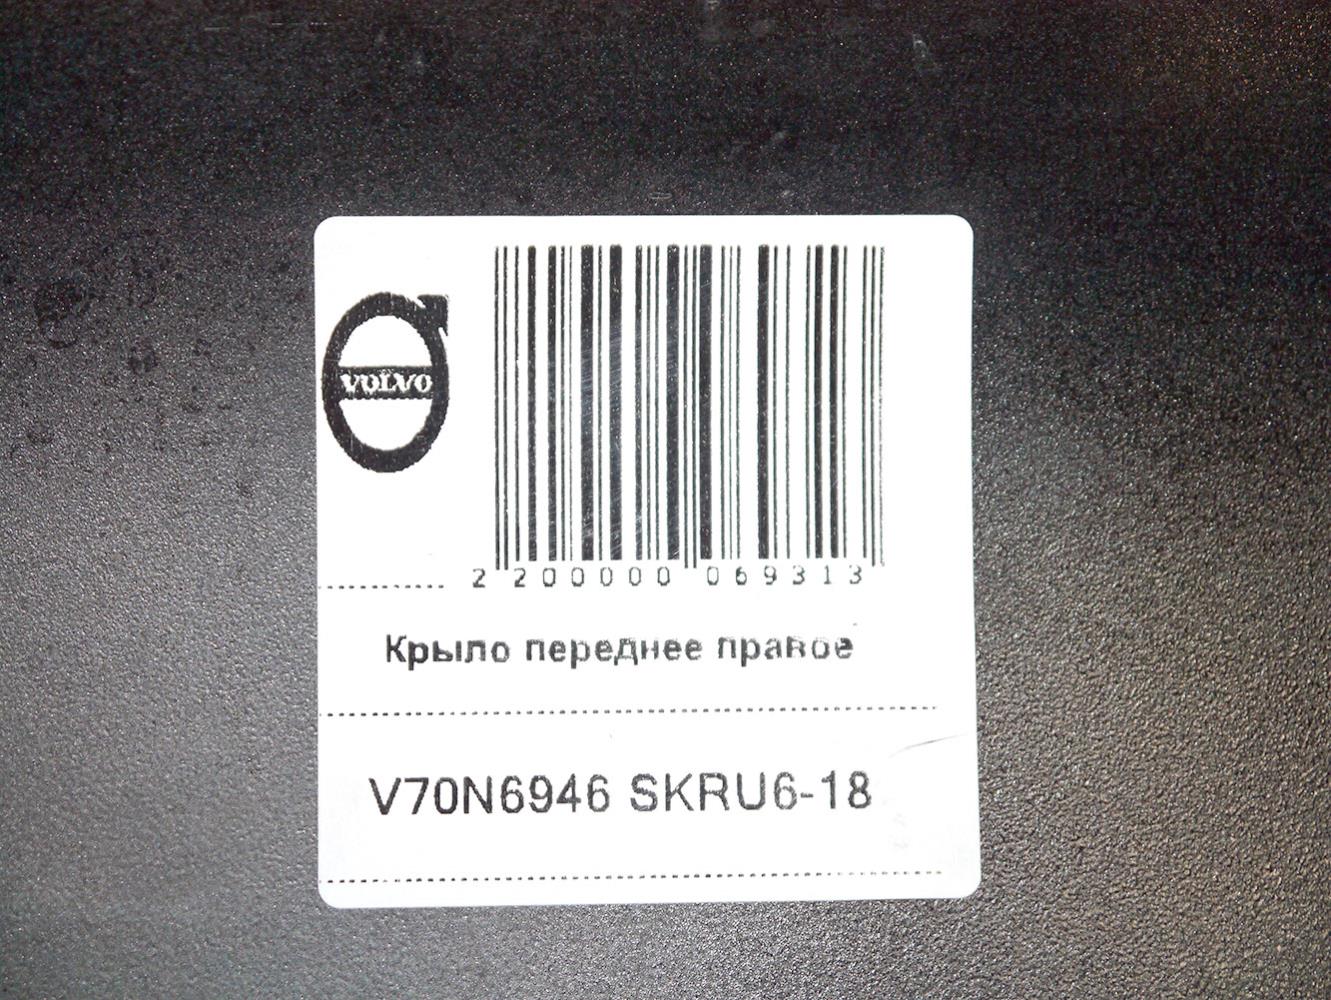 VOLVO
2 200000 069313
Крыло переднее правое
V70N6946 SKRU6-18